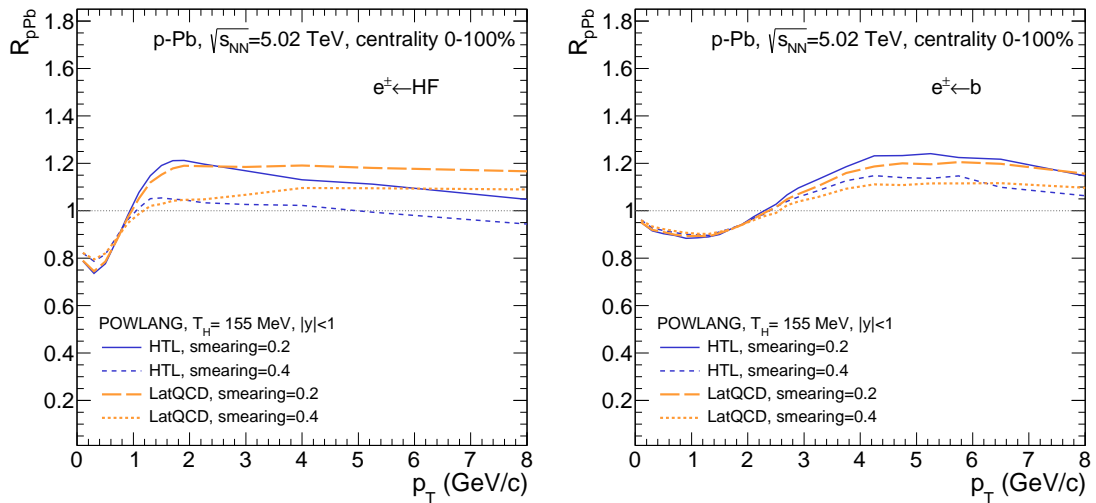 R_pPb
1.8
1.6
1.4
1.2
1
0.8
0.6
0.4
0.2
p-Pb, √s_NN=5.02 TeV, centrality 0-100%
e±←HF
POWLANG, T_H= 155 MeV, |y|<1
HTL, smearing=0.2
HTL, smearing=0.4
LatQCD, smearing=0.2
LatQCD, smearing=0.4
0 1 2 3 4 5 6 7 8
p_T (GeV/c)
R_pPb
1.8
1.6
1.4
1.2
1
0.8
0.6
0.4
0.2
p-Pb, √s_NN=5.02 TeV, centrality 0-100%
e±←b
POWLANG, T_H= 155 MeV, |y|<1
HTL, smearing=0.2
HTL, smearing=0.4
LatQCD, smearing=0.2
LatQCD, smearing=0.4
0 1 2 3 4 5 6 7 8
p_T (GeV/c)